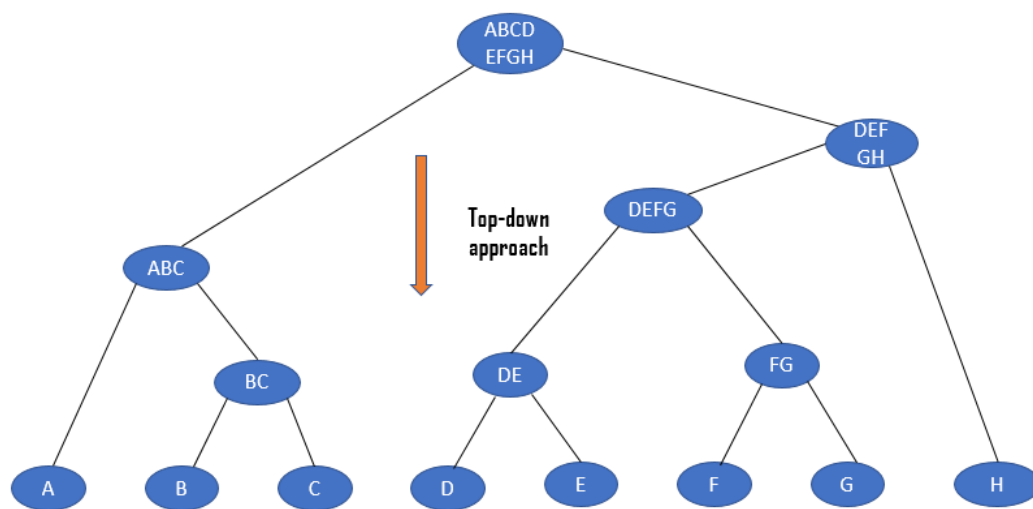 ABCD
EFGH
DEF
GH
DEFG
Top-down
approach
ABC
DE
FG
BC
A
B
C
D
E
F
G
H